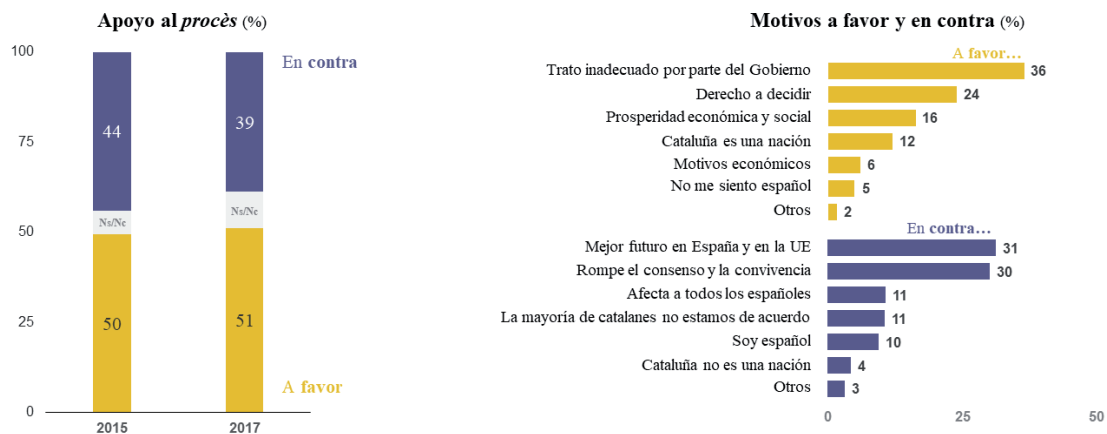 Apoyo al procès (%)
100
75
50
25
0
En contra
44
39
Ns/Nc
Ns/Nc
50
51
A favor
2015
2017
Motivos a favor y en contra (%)
A favor…
Trato inadecuado por parte del Gobierno 36
Derecho a decidir 24
Prosperidad económica y social 16
Cataluña es una nación 12
Motivos económicos 6
No me siento español 5
Otros 2
En contra…
Mejor futuro en España y en la UE 31
Rompe el consenso y la convivencia 30
Afecta a todos los españoles 11
La mayoría de catalanes no estamos de acuerdo 11
Soy español 10
Cataluña no es una nación 4
Otros 3
0 25 50